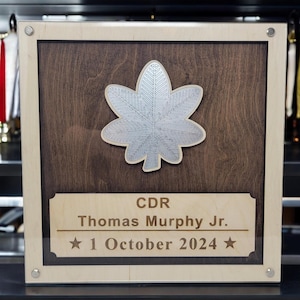 CDR
Thomas Murphy Jr.
★ 1 October 2024 ★